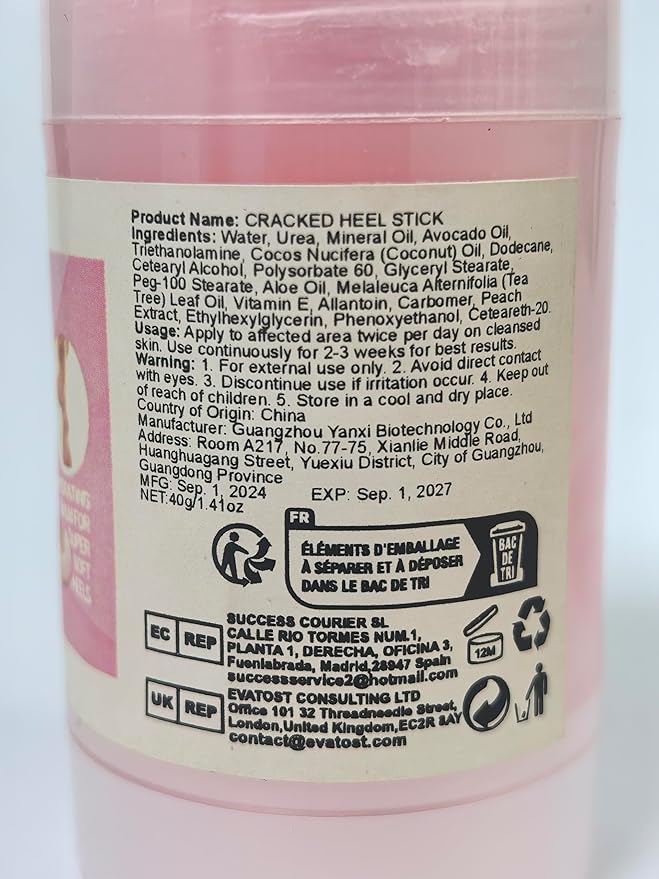 Product Name: CRACKED HEEL STICK
Ingredients: Water, Urea, Mineral Oil, Avocado Oil,
Triethanolamine, Cocos Nucifera (Coconut) Oil, Dodecane,
Cetearyl Alcohol, Polysorbate 60, Glyceryl Stearate,
Peg-100 Stearate, Aloe Oil, Melaleuca Alternifolia (Tea
Tree) Leaf Oil, Vitamin E, Allantoin, Carbomer, Peach
Extract, Ethylhexylglycerin, Phenoxyethanol, Ceteareth-20.
Usage: Apply to affected area twice per day on cleansed
skin. Use continuously for 2-3 weeks for best results.
Warning: 1. For external use only. 2. Avoid direct contact
with eyes. 3. Discontinue use if irritation occur. 4. Keep out
of reach of children. 5. Store in a cool and dry place.
Country of Origin: China
Manufacturer: Guangzhou Yanxi Biotechnology Co., Ltd
Address: Room A217, No.77-75, Xianlie Middle Road,
Huanghuagang Street, Yuexiu District, City of Guangzhou,
Guangdong Province
MFG: Sep. 1, 2024 EXP: Sep. 1, 2027
NET:40g/1.41oz
FR
ÉLÉMENTS D'EMBALLAGE
À SÉPARER ET À DÉPOSER
DANS LE BAC DE TRI
BAC
DE
TRI
EC REP
SUCCESS COURIER SL
CALLE RIO TORMES NUM.1,
PLANTA 1, DERECHA, OFICINA 3,
Fuenlabrada, Madrid,28947 Spain
successservice2@hotmail.com
12M
UK REP
EVATOST CONSULTING LTD
Office 101 32 Threadneedle Street,
London,United Kingdom,EC2R 8AY
contact@evatost.com
SOFT
HEELS